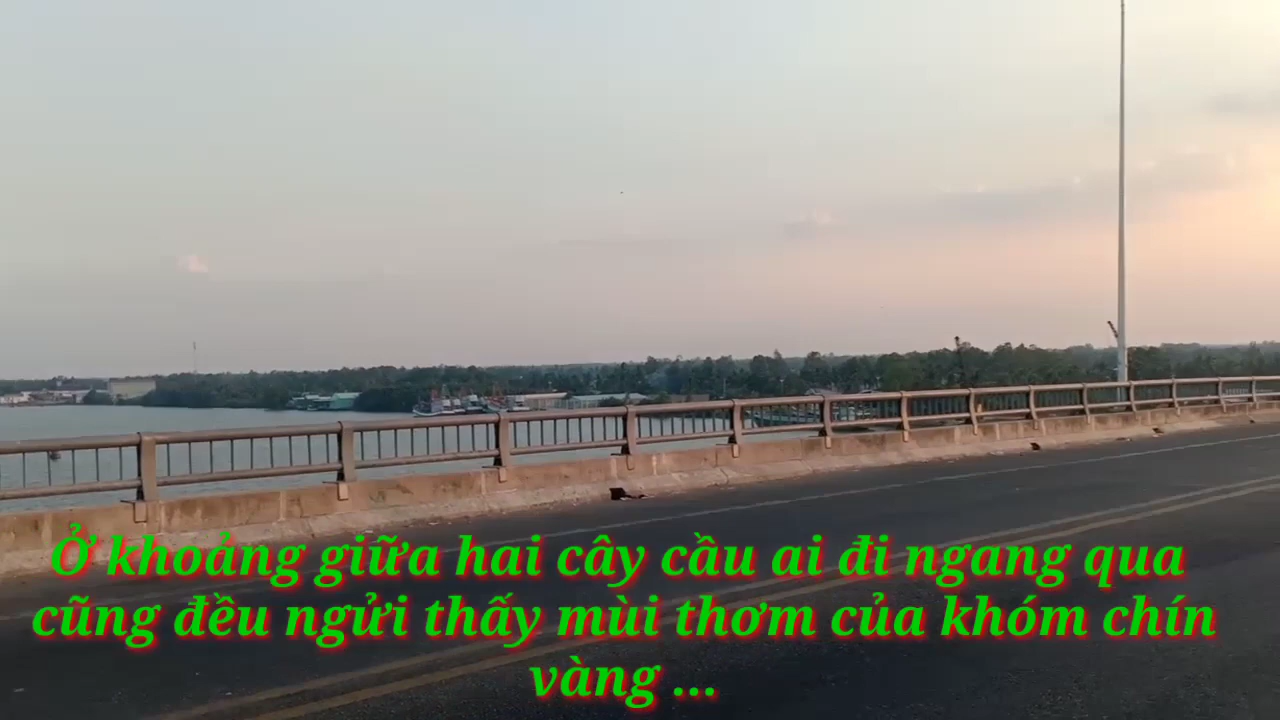 Ở khoảng giữa hai cây cầu ai đi ngang qua
cũng đều ngửi thấy mùi thơm của khóm chín
vàng ...